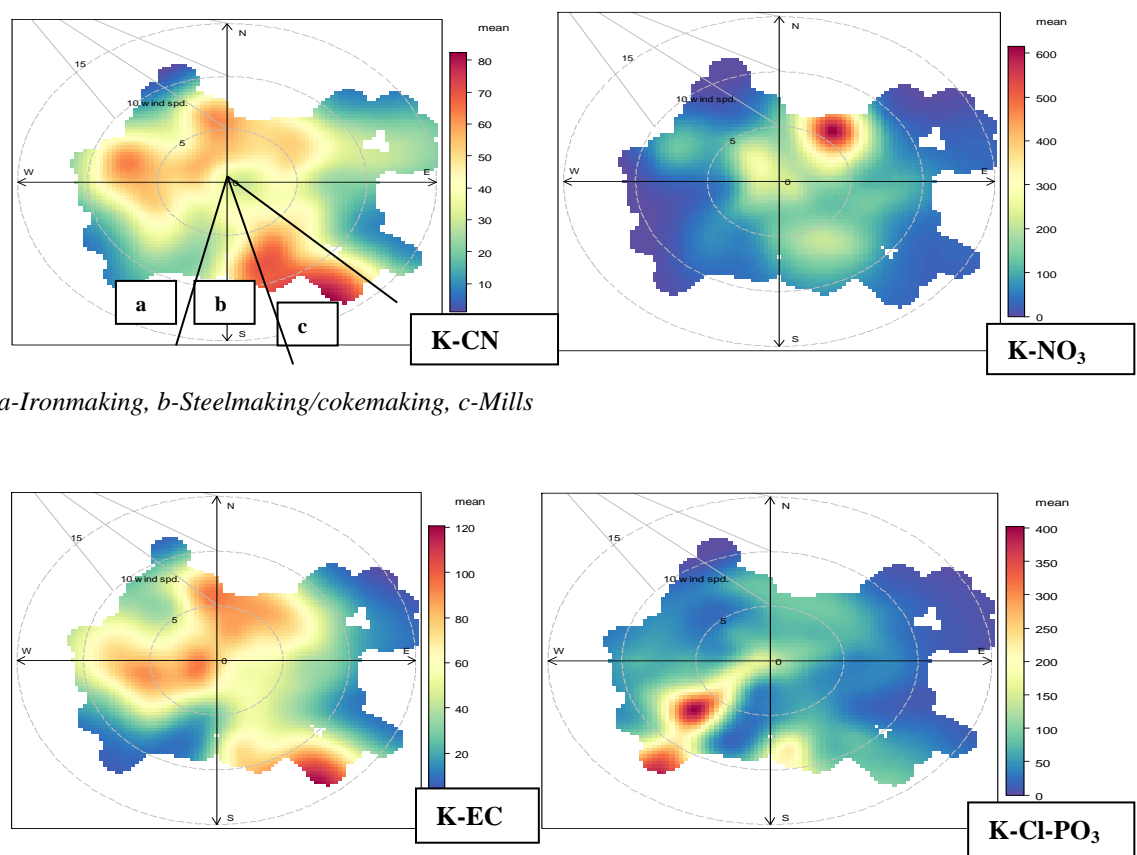 mean
N
15
10 wind spd.
5
W
0
E
S
80
70
60
50
40
30
20
10
a
b
c
K-CN
mean
N
15
10 wind spd.
5
W
0
E
S
600
500
400
300
200
100
0
K-NO₃
a-Ironmaking, b-Steelmaking/cokemaking, c-Mills
mean
N
15
10 wind spd.
5
W
0
E
S
120
100
80
60
40
20
K-EC
mean
N
15
10 wind spd.
5
W
0
E
S
400
350
300
250
200
150
100
50
0
K-Cl-PO₃